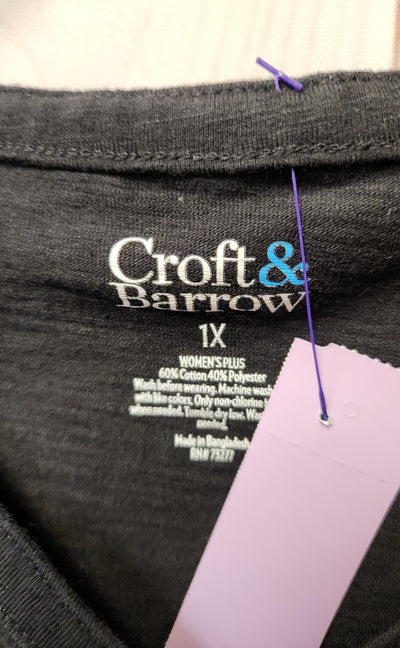 Croft&
Barrow
1X
WOMEN'S PLUS
60% Cotton 40% Polyester
Wash before wearing. Machine wash
with like colors. Only non-chlorine
when needed. Tumble dry low.
needed.
Made in Bangladesh
RN# 73277